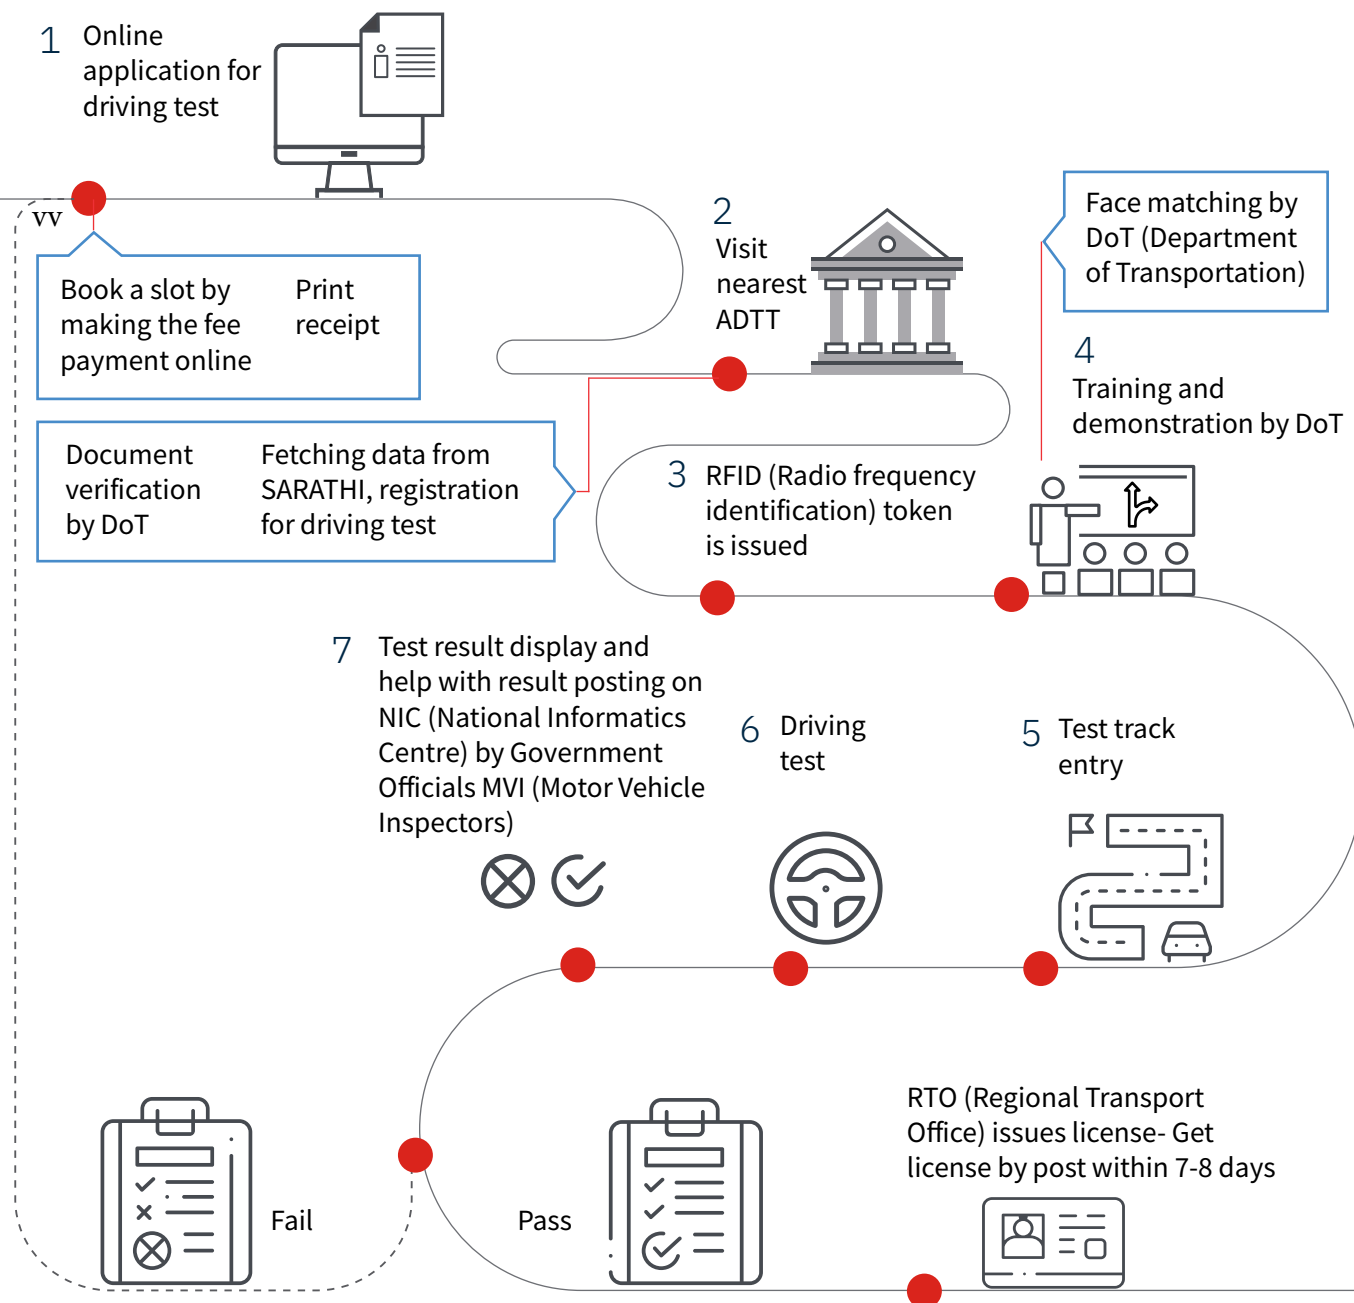 1
Online
application for
driving test
vv
Book a slot by
making the fee
payment online
Print
receipt
2
Visit
nearest
ADTT
Document
verification
by DoT
Fetching data from
SARATHI, registration
for driving test
3
RFID (Radio frequency
identification) token
is issued
Face matching by
DoT (Department
of Transportation)
4
Training and
demonstration by DoT
5
Test track
entry
6
Driving
test
7
Test result display and
help with result posting on
NIC (National Informatics
Centre) by Government
Officials MVI (Motor Vehicle
Inspectors)
Fail
Pass
RTO (Regional Transport
Office) issues license- Get
license by post within 7-8 days